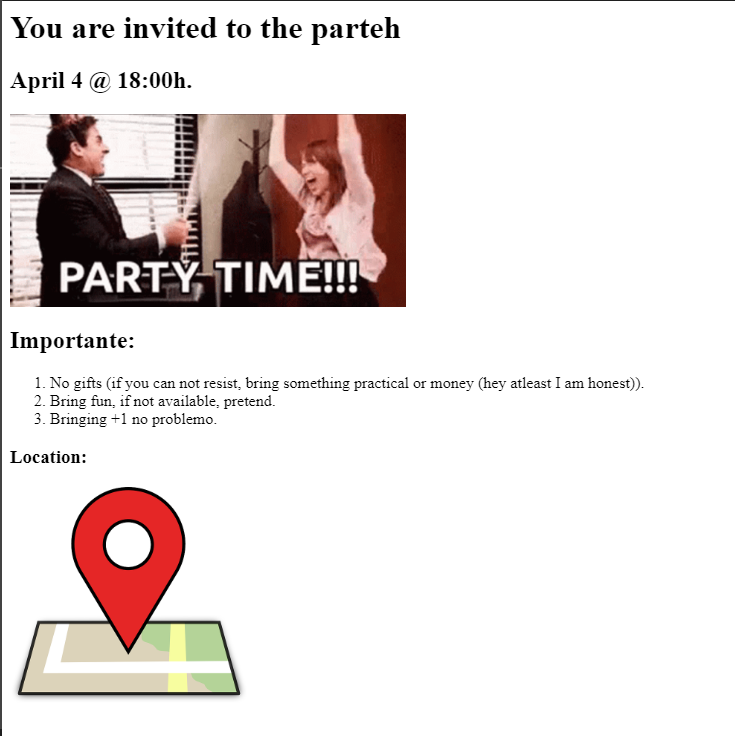 You are invited to the parteh
April 4 @ 18:00h.
PARTY TIME!!!
Importante:
1. No gifts (if you can not resist, bring something practical or money (hey atleast I am honest)).
2. Bring fun, if not available, pretend.
3. Bringing +1 no problemo.
Location: